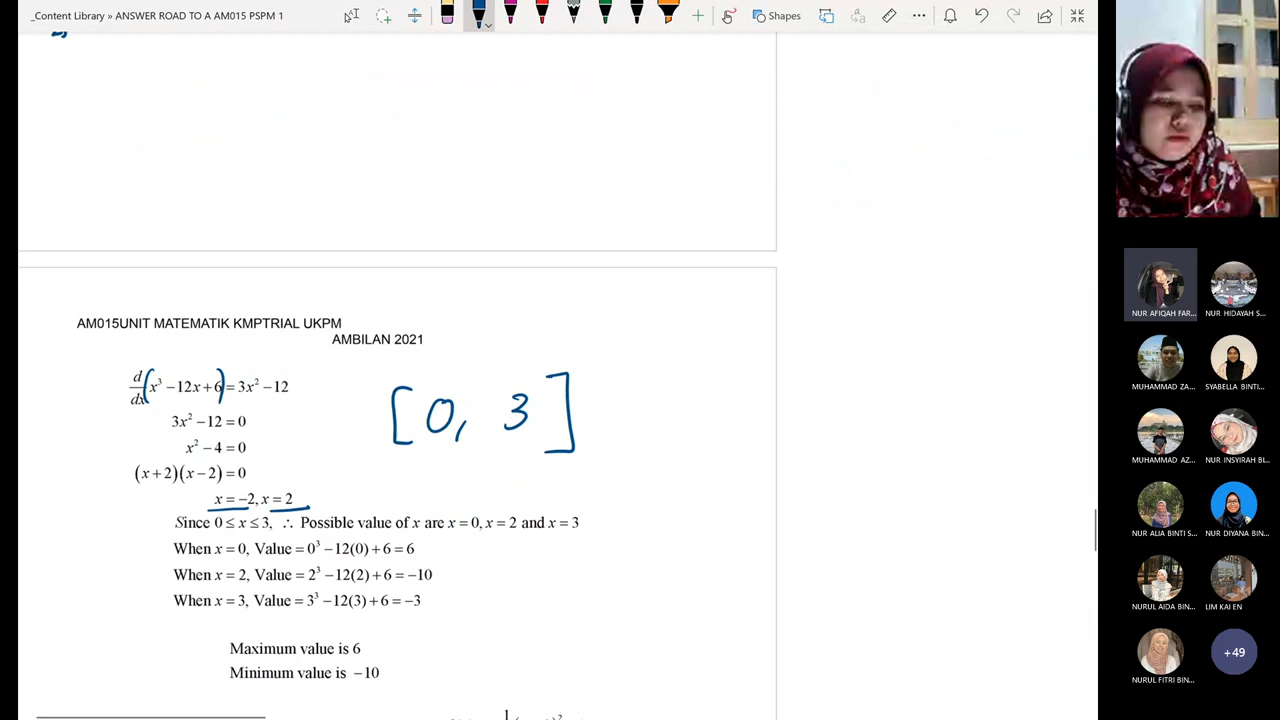 _Content Library » ANSWER ROAD TO A AM015 PSPM 1
Shapes
AM015UNIT MATEMATIK KMPTRIAL UKPM
AMBILAN 2021
d/dx (x³ − 12x + 6) = 3x² − 12
[0, 3]
3x² − 12 = 0
x² − 4 = 0
(x + 2)(x − 2) = 0
x = −2, x = 2
Since 0 ≤ x ≤ 3, ∴ Possible value of x are x = 0, x = 2 and x = 3
When x = 0, Value = 0³ − 12(0) + 6 = 6
When x = 2, Value = 2³ − 12(2) + 6 = −10
When x = 3, Value = 3³ − 12(3) + 6 = −3
Maximum value is 6
Minimum value is −10
NUR AFIQAH FAR...
NUR HIDAYAH S...
MUHAMMAD ZA...
SYABELLA BINTI...
MUHAMMAD AZ...
NUR INSYIRAH BI...
NUR ALIA BINTI S...
NUR DIYANA BIN...
NURUL AIDA BIN...
LIM KAI EN
NURUL FITRI BIN...
+49